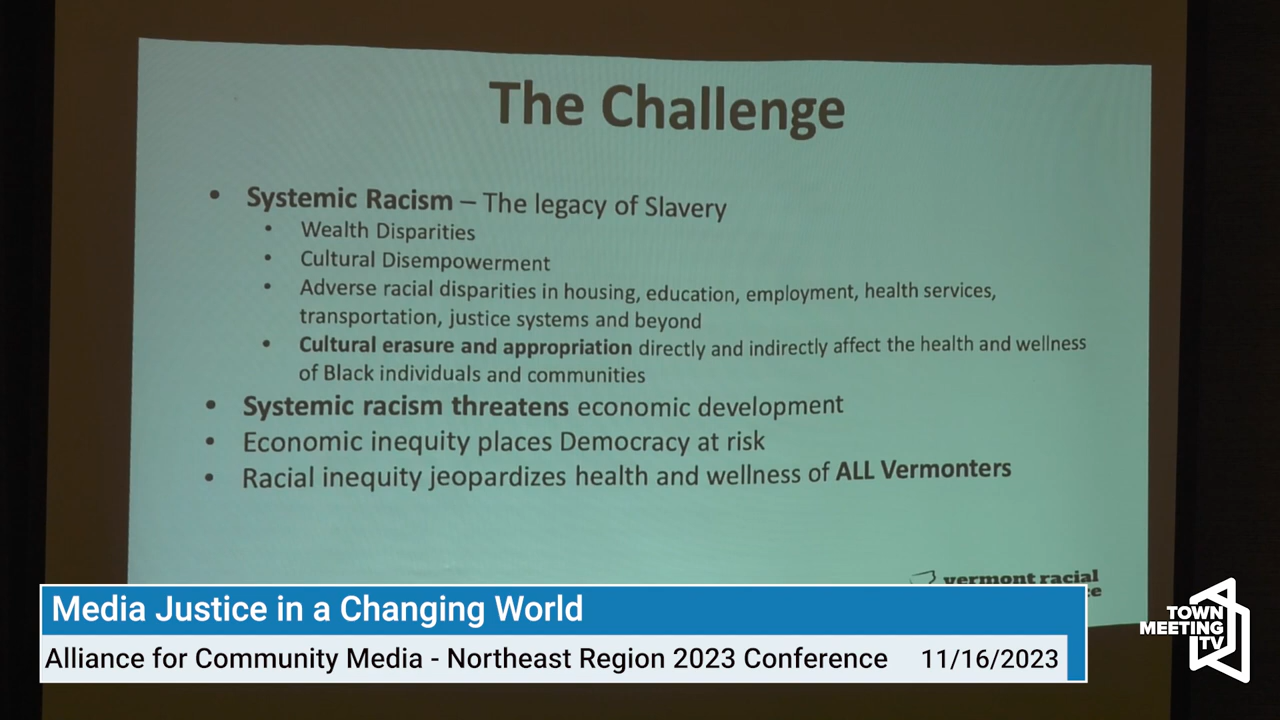 The Challenge
• Systemic Racism – The legacy of Slavery
• Wealth Disparities
• Cultural Disempowerment
• Adverse racial disparities in housing, education, employment, health services,
transportation, justice systems and beyond
• Cultural erasure and appropriation directly and indirectly affect the health and wellness
of Black individuals and communities
• Systemic racism threatens economic development
• Economic inequity places Democracy at risk
• Racial inequity jeopardizes health and wellness of ALL Vermonters
vermont racial
Media Justice in a Changing World
Alliance for Community Media - Northeast Region 2023 Conference 11/16/2023
TOWN
MEETING
TV